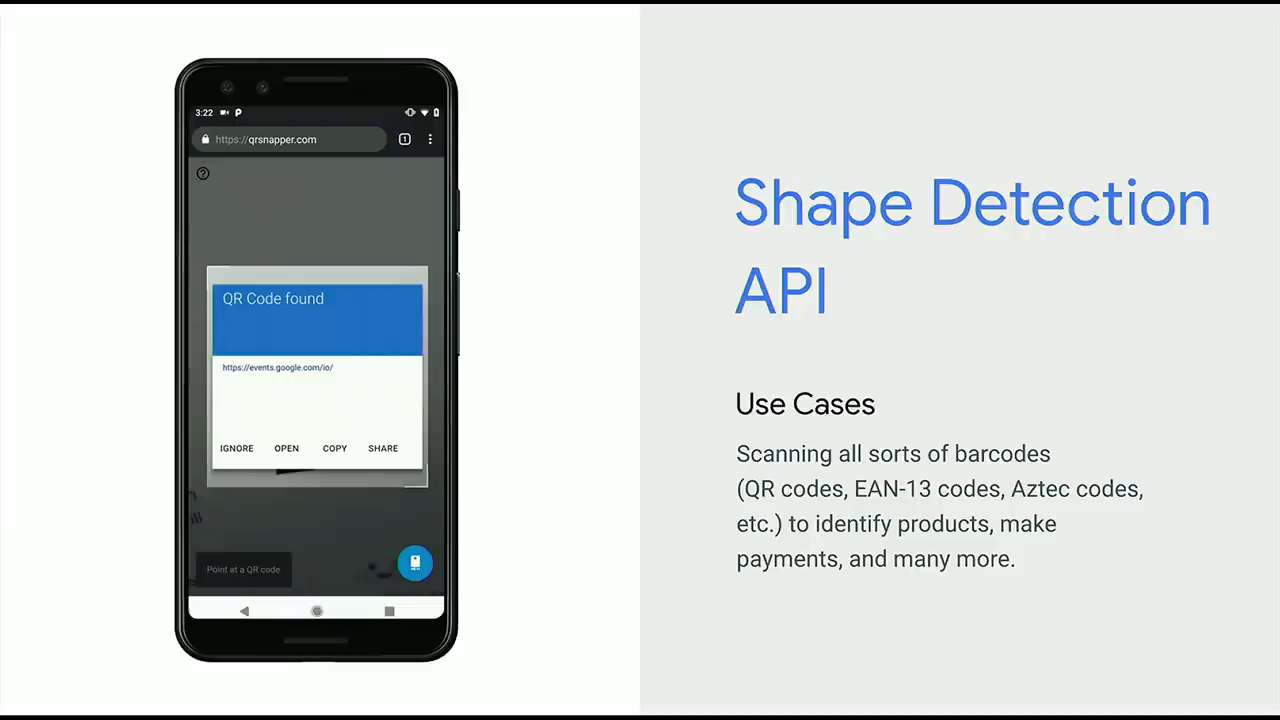 3:22
https://qrsnapper.com
1
QR Code found
https://events.google.com/io/
IGNORE OPEN COPY SHARE
Point at a QR code
Shape Detection
API
Use Cases
Scanning all sorts of barcodes
(QR codes, EAN-13 codes, Aztec codes,
etc.) to identify products, make
payments, and many more.